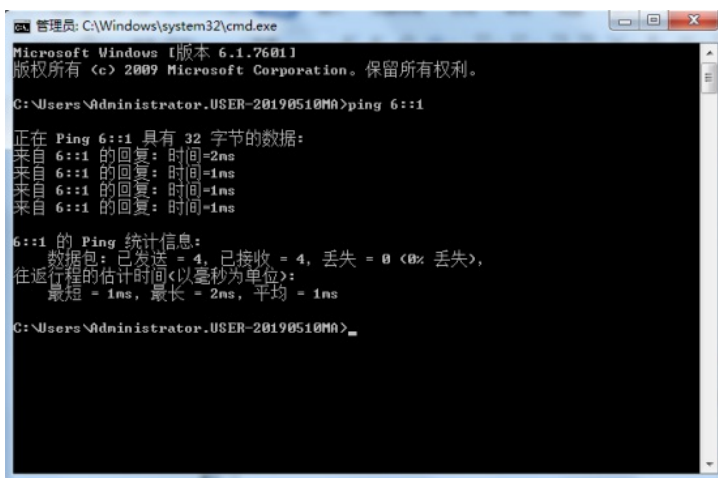 管理员: C:\Windows\system32\cmd.exe
Microsoft Windows [版本 6.1.7601]
版权所有 (c) 2009 Microsoft Corporation。保留所有权利。
C:\Users\Administrator.USER-20190510MA>ping 6::1
正在 Ping 6::1 具有 32 字节的数据:
来自 6::1 的回复: 时间=2ms
来自 6::1 的回复: 时间=1ms
来自 6::1 的回复: 时间=1ms
来自 6::1 的回复: 时间=1ms
6::1 的 Ping 统计信息:
数据包: 已发送 = 4, 已接收 = 4, 丢失 = 0 (0% 丢失),
往返行程的估计时间(以毫秒为单位):
最短 = 1ms, 最长 = 2ms, 平均 = 1ms
C:\Users\Administrator.USER-20190510MA>